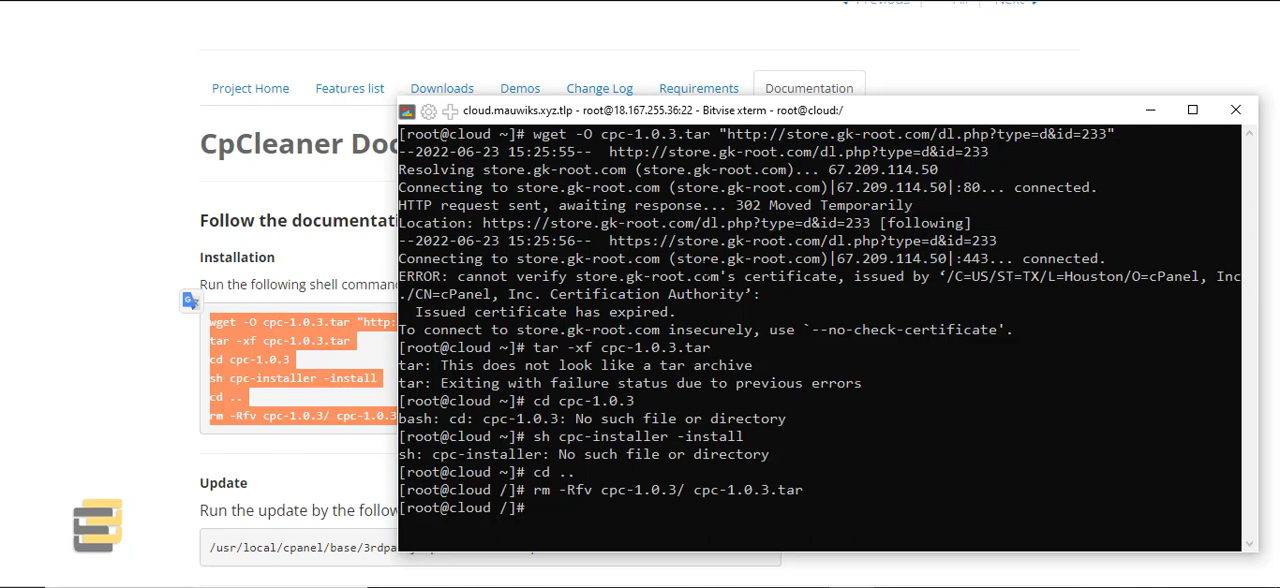 Previous
All
Next
Project Home
Features list
Downloads
Demos
Change Log
Requirements
Documentation
CpCleaner
Follow the
Installation
Run the following shell
wget -O cpc-1.0.3.tar "http:
tar -xf cpc-1.0.3.tar
cd cpc-1.0.3
sh cpc-installer -install
cd ..
rm -Rfv cpc-1.0.3/ cpc-1.0.3
Update
Run the update by the
/usr/local/cpanel/base/
cloud.mauwiks.xyz.tlp - root@18.167.255.36:22 - Bitvise xterm - root@cloud:/
[root@cloud ~]# wget -O cpc-1.0.3.tar "http://store.gk-root.com/dl.php?type=d&id=233"
--2022-06-23 15:25:55--  http://store.gk-root.com/dl.php?type=d&id=233
Resolving store.gk-root.com (store.gk-root.com)... 67.209.114.50
Connecting to store.gk-root.com (store.gk-root.com)|67.209.114.50|:80... connected.
HTTP request sent, awaiting response... 302 Moved Temporarily
Location: https://store.gk-root.com/dl.php?type=d&id=233 [following]
--2022-06-23 15:25:56--  https://store.gk-root.com/dl.php?type=d&id=233
Connecting to store.gk-root.com (store.gk-root.com)|67.209.114.50|:443... connected.
ERROR: cannot verify store.gk-root.com's certificate, issued by ‘/C=US/ST=TX/L=Houston/O=cPanel, Inc
./CN=cPanel, Inc. Certification Authority’:
  Issued certificate has expired.
To connect to store.gk-root.com insecurely, use `--no-check-certificate'.
[root@cloud ~]# tar -xf cpc-1.0.3.tar
tar: This does not look like a tar archive
tar: Exiting with failure status due to previous errors
[root@cloud ~]# cd cpc-1.0.3
bash: cd: cpc-1.0.3: No such file or directory
[root@cloud ~]# sh cpc-installer -install
sh: cpc-installer: No such file or directory
[root@cloud ~]# cd ..
[root@cloud /]# rm -Rfv cpc-1.0.3/ cpc-1.0.3.tar
[root@cloud /]#